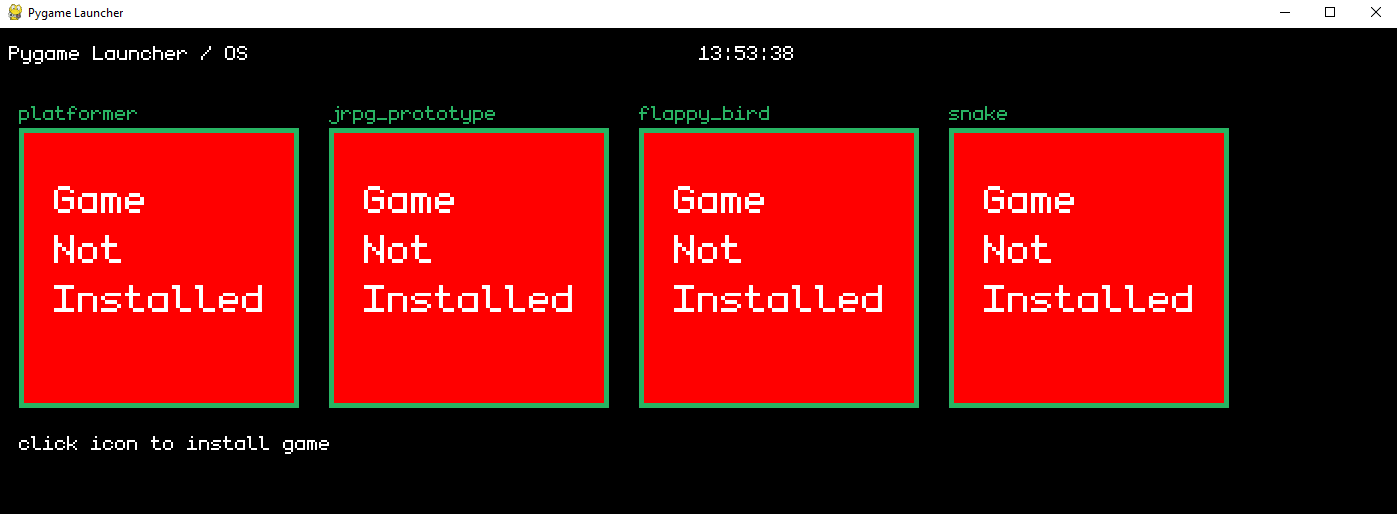 Pygame Launcher
Pygame Launcher / OS 13:53:38
platformer jrpg_prototype flappy_bird snake
Game Game Game Game
Not Not Not Not
Installed Installed Installed Installed
click icon to install game